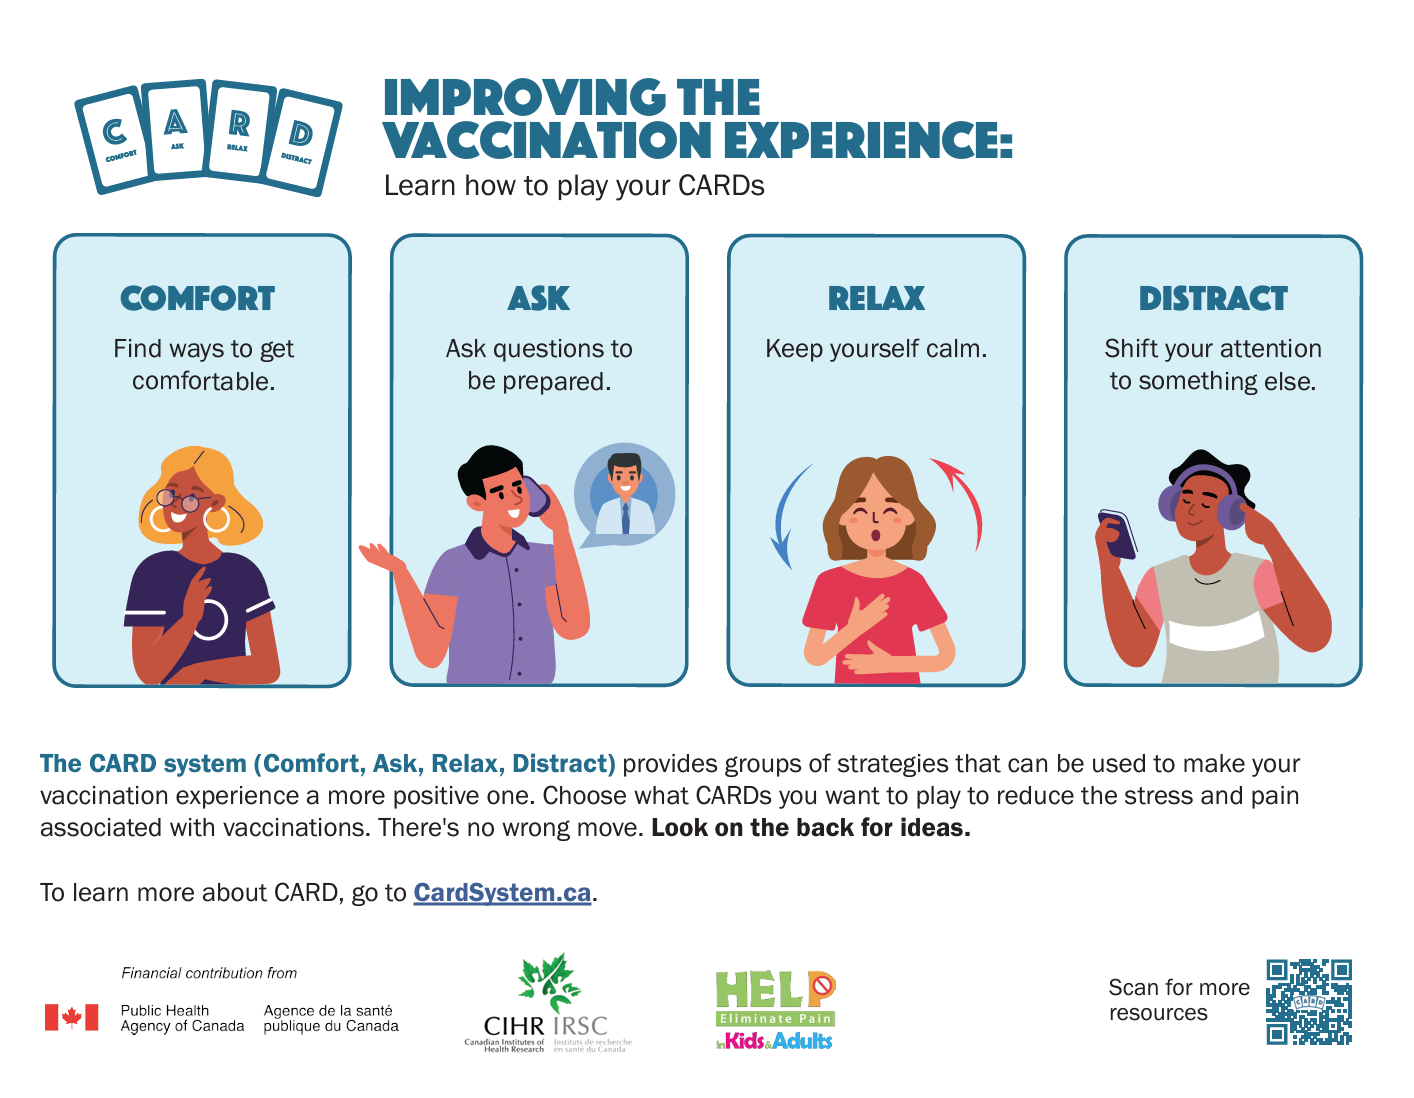 C
COMFORT
A
ASK
R
RELAX
D
DISTRACT
IMPROVING THE
VACCINATION EXPERIENCE:
Learn how to play your CARDs
COMFORT
Find ways to get
comfortable.
ASK
Ask questions to
be prepared.
RELAX
Keep yourself calm.
DISTRACT
Shift your attention
to something else.
The CARD system (Comfort, Ask, Relax, Distract) provides groups of strategies that can be used to make your
vaccination experience a more positive one. Choose what CARDs you want to play to reduce the stress and pain
associated with vaccinations. There's no wrong move. Look on the back for ideas.
To learn more about CARD, go to CardSystem.ca.
Financial contribution from
Public Health
Agency of Canada
Agence de la santé
publique du Canada
CIHR IRSC
Canadian Institutes of
Health Research
Instituts de recherche
en santé du Canada
HELP
Eliminate Pain
in Kids & Adults
Scan for more
resources
CARD